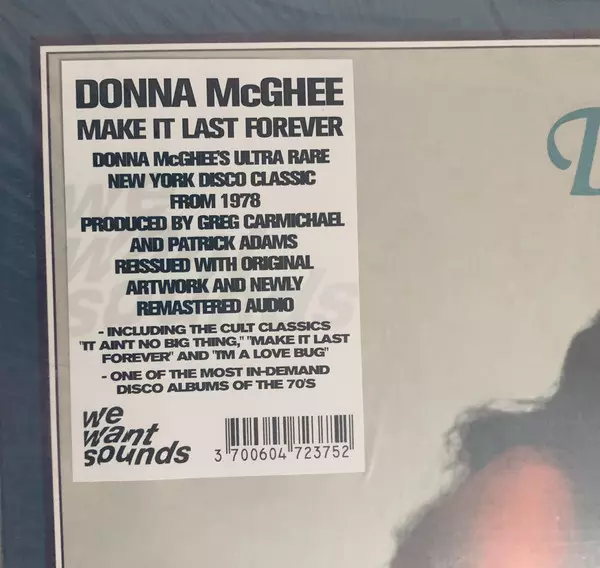 DONNA McGHEE
MAKE IT LAST FOREVER
DONNA McGHEE'S ULTRA RARE
NEW YORK DISCO CLASSIC
FROM 1978
PRODUCED BY GREG CARMICHAEL
AND PATRICK ADAMS
REISSUED WITH ORIGINAL
ARTWORK AND NEWLY
REMASTERED AUDIO
- INCLUDING THE CULT CLASSICS
"IT AIN'T NO BIG THING," "MAKE IT LAST
FOREVER" AND "I'M A LOVE BUG"
- ONE OF THE MOST IN-DEMAND
DISCO ALBUMS OF THE 70'S
we
want
sounds
3 700604 723752
D